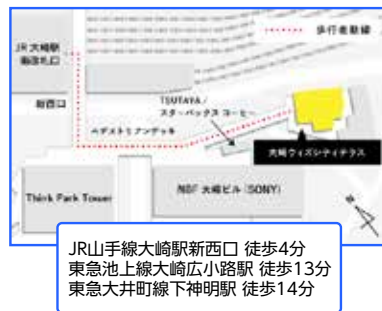 JR 大崎駅
南改札口
新西口
歩行者動線
TSUTAYA /
スターバックス コーヒー
ペデストリアンデッキ
大崎ウィズシティテラス
Think Park Tower
NBF 大崎ビル (SONY)
JR山手線大崎駅新西口 徒歩4分
東急池上線大崎広小路駅 徒歩13分
東急大井町線下神明駅 徒歩14分